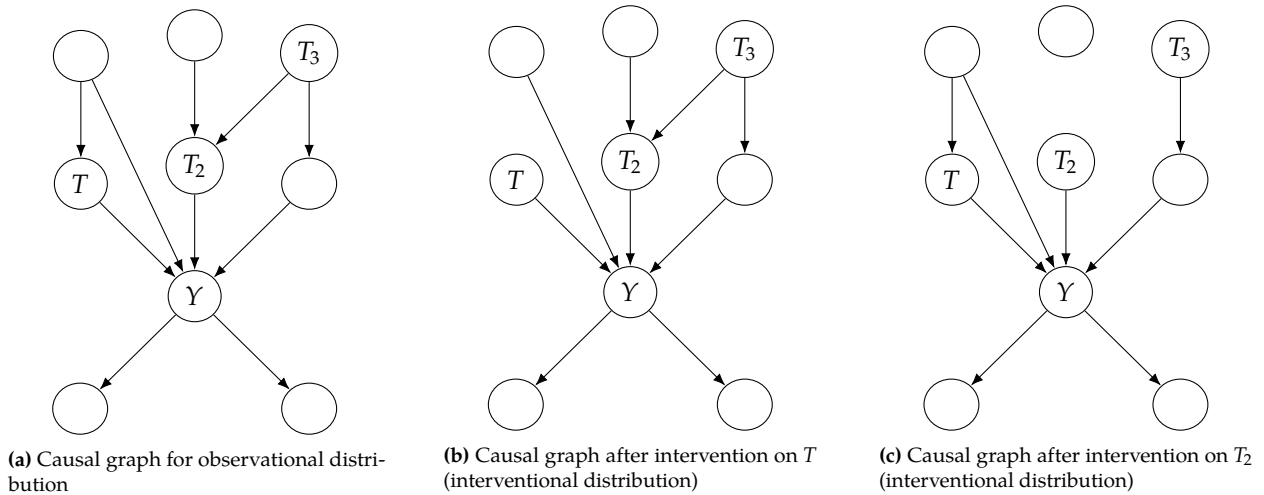 T₃
T
T₂
Y
(a) Causal graph for observational distri-
bution
T₃
T
T₂
Y
(b) Causal graph after intervention on T
(interventional distribution)
T₃
T
T₂
Y
(c) Causal graph after intervention on T₂
(interventional distribution)